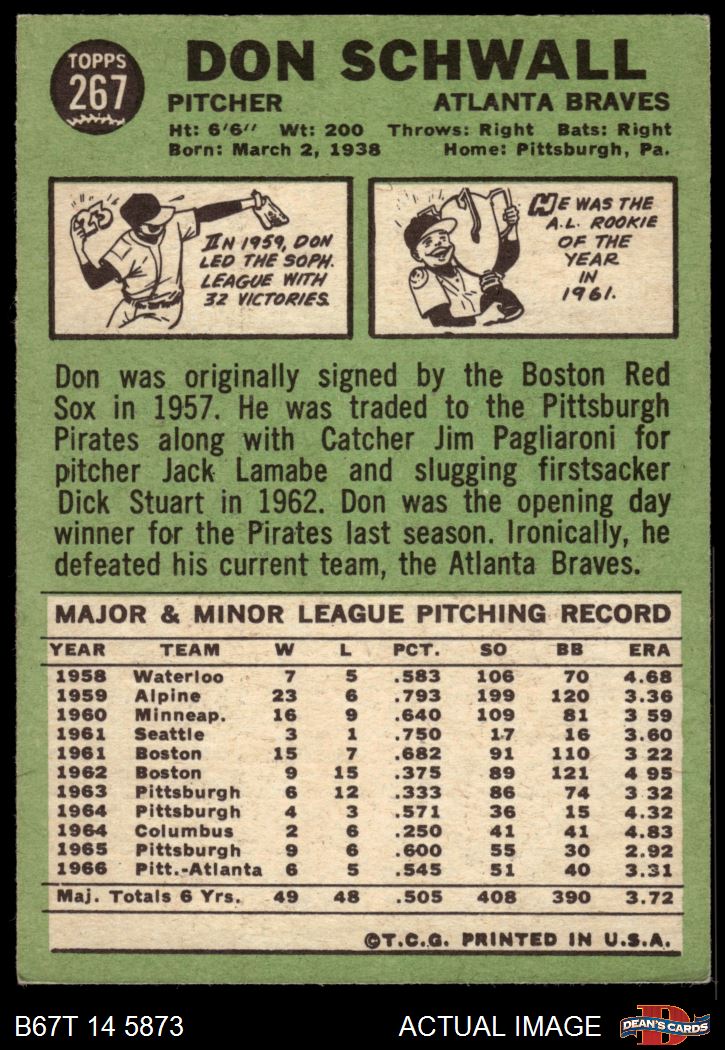 TOPPS
267
DON SCHWALL
PITCHER ATLANTA BRAVES
Ht: 6'6" Wt: 200 Throws: Right Bats: Right
Born: March 2, 1938 Home: Pittsburgh, Pa.
23
IN 1959, DON
LED THE SOPH.
LEAGUE WITH
32 VICTORIES.
HE WAS THE
A.L. ROOKIE
OF THE
YEAR
IN
1961.
Don was originally signed by the Boston Red
Sox in 1957. He was traded to the Pittsburgh
Pirates along with Catcher Jim Pagliaroni for
pitcher Jack Lamabe and slugging firstsacker
Dick Stuart in 1962. Don was the opening day
winner for the Pirates last season. Ironically, he
defeated his current team, the Atlanta Braves.
MAJOR & MINOR LEAGUE PITCHING RECORD
YEAR TEAM W L PCT. SO BB ERA
1958 Waterloo 7 5 .583 106 70 4.68
1959 Alpine 23 6 .793 199 120 3.36
1960 Minneap. 16 9 .640 109 81 3 59
1961 Seattle 3 1 .750 17 16 3.60
1961 Boston 15 7 .682 91 110 3 22
1962 Boston 9 15 .375 89 121 4 95
1963 Pittsburgh 6 12 .333 86 74 3 32
1964 Pittsburgh 4 3 .571 36 15 4.32
1964 Columbus 2 6 .250 41 41 4.83
1965 Pittsburgh 9 6 .600 55 30 2.92
1966 Pitt.-Atlanta 6 5 .545 51 40 3.31
Maj. Totals 6 Yrs. 49 48 .505 408 390 3.72
©T.C.G. PRINTED IN U.S.A.
B67T 14 5873 ACTUAL IMAGE D DEAN'S CARDS